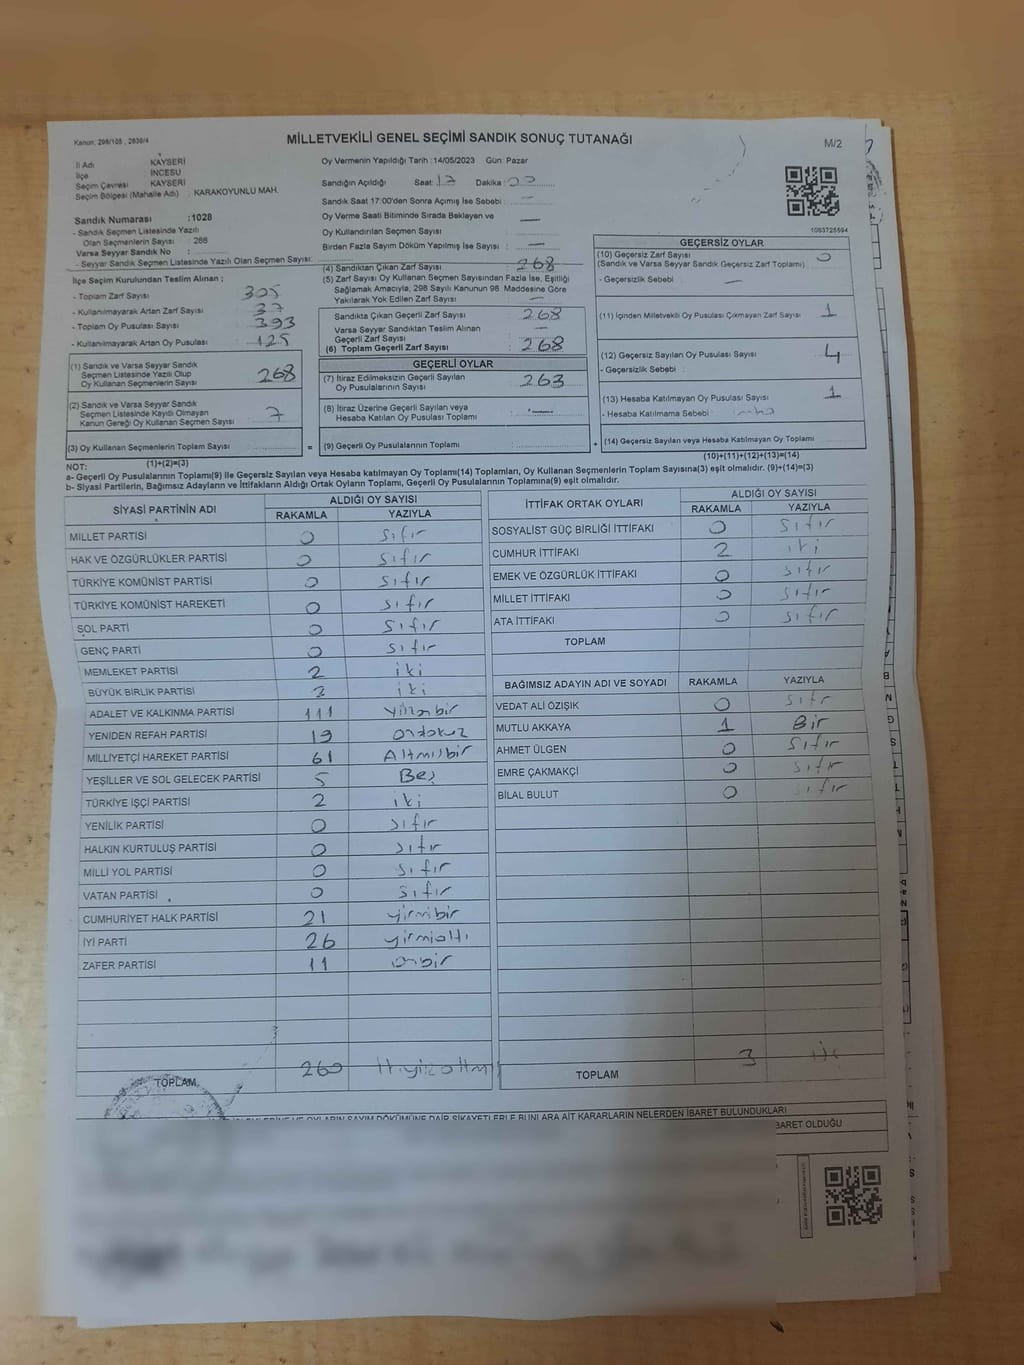 Kanun: 298/105 , 2839/4
MİLLETVEKİLİ GENEL SEÇİMİ SANDIK SONUÇ TUTANAĞI
M/2
İl Adı KAYSERİ
İlçe İNCESU
Seçim Çevresi KAYSERİ
Seçim Bölgesi (Mahalle Adı) : KARAKOYUNLU MAH.
Oy Vermenin Yapıldığı Tarih :14/05/2023 Gün: Pazar
Sandığın Açıldığı Saat: 17 Dakika:
Sandık Saat 17:00'den Sonra Açımış İse Sebebi : —
Oy Verme Saati Bitiminde Sırada Bekleyen ve
Oy Kullandırılan Seçmen Sayısı : —
Birden Fazla Sayım Döküm Yapılmış İse Sayısı : —
Sandık Numarası :1028
- Sandık Seçmen Listesinde Yazılı
Olan Seçmenlerin Sayısı : 288
Varsa Seyyar Sandık No :
- Seyyar Sandık Seçmen Listesinde Yazılı Olan Seçmen Sayısı:
1083725594
İlçe Seçim Kurulundan Teslim Alınan ;
- Toplam Zarf Sayısı 305
- Kullanılmayarak Artan Zarf Sayısı 37
- Toplam Oy Pusulası Sayısı 393
- Kullanılmayarak Artan Oy Pusulası : 125
(1) Sandık ve Varsa Seyyar Sandık
Seçmen Listesinde Yazılı Olup
Oy Kullanan Seçmenlerin Sayısı : 268
(2) Sandık ve Varsa Seyyar Sandık
Seçmen Listesinde Kayıtlı Olmayan
Kanun Gereği Oy Kullanan Seçmen Sayısı : 7
(3) Oy Kullanan Seçmenlerin Toplam Sayısı :
(4) Sandıktan Çıkan Zarf Sayısı : 268
(5) Zarf Sayısı Oy Kullanan Seçmen Sayısından Fazla İse, Eşitliği
Sağlamak Amacıyla, 298 Sayılı Kanunun 98. Maddesine Göre
Yakılarak Yok Edilen Zarf Sayısı : —
Sandıkta Çıkan Geçerli Zarf Sayısı : 268
Varsa Seyyar Sandıktan Teslim Alınan
Geçerli Zarf Sayısı : —
(6) Toplam Geçerli Zarf Sayısı : 268
GEÇERLİ OYLAR
(7) İtiraz Edilmeksizin Geçerli Sayılan
Oy Pusulalarının Sayısı : 263
(8) İtiraz Üzerine Geçerli Sayılan veya
Hesaba Katılan Oy Pusulası Toplamı :
= (9) Geçerli Oy Pusulalarının Toplamı :
GEÇERSİZ OYLAR
(10) Geçersiz Zarf Sayısı : 0
(Sandık ve Varsa Seyyar Sandık Geçersiz Zarf Toplamı)
- Geçersizlik Sebebi : —
(11) İçinden Milletvekili Oy Pusulası Çıkmayan Zarf Sayısı : 1
(12) Geçersiz Sayılan Oy Pusulası Sayısı : 4
- Geçersizlik Sebebi :
(13) Hesaba Katılmayan Oy Pusulası Sayısı : 1
- Hesaba Katılmama Sebebi :
+ (14) Geçersiz Sayılan veya Hesaba Katılmayan Oy Toplamı :
(1)+(2)=(3)
(10)+(11)+(12)+(13)=(14)
NOT:
a- Geçerli Oy Pusulalarının Toplamı(9) ile Geçersiz Sayılan veya Hesaba katılmayan Oy Toplamı(14) Toplamları, Oy Kullanan Seçmenlerin Toplam Sayısına(3) eşit olmalıdır. (9)+(14)=(3)
b- Siyasi Partilerin, Bağımsız Adayların ve İttifakların Aldığı Ortak Oyların Toplamı, Geçerli Oy Pusulalarının Toplamına(9) eşit olmalıdır.
SİYASİ PARTİNİN ADI ALDIĞI OY SAYISI
RAKAMLA YAZIYLA
MİLLET PARTİSİ 0 sıfır
HAK VE ÖZGÜRLÜKLER PARTİSİ 0 sıfır
TÜRKİYE KOMÜNİST PARTİSİ 0 sıfır
TÜRKİYE KOMÜNİST HAREKETİ 0 sıfır
SOL PARTİ 0 sıfır
GENÇ PARTİ 0 sıfır
MEMLEKET PARTİSİ 2 iki
BÜYÜK BİRLİK PARTİSİ 2 iki
ADALET VE KALKINMA PARTİSİ 111
YENİDEN REFAH PARTİSİ 19 ondokuz
MİLLİYETÇİ HAREKET PARTİSİ 61 Altmışbir
YEŞİLLER VE SOL GELECEK PARTİSİ 5 Beş
TÜRKİYE İŞÇİ PARTİSİ 2 iki
YENİLİK PARTİSİ 0 sıfır
HALKIN KURTULUŞ PARTİSİ 0 sıfır
MİLLİ YOL PARTİSİ 0 sıfır
VATAN PARTİSİ 0 sıfır
CUMHURİYET HALK PARTİSİ 21 yirmibir
İYİ PARTİ 26 yirmialtı
ZAFER PARTİSİ 11 onbir
TOPLAM 260
İTTİFAK ORTAK OYLARI ALDIĞI OY SAYISI
RAKAMLA YAZIYLA
SOSYALİST GÜÇ BİRLİĞİ İTTİFAKI 0 sıfır
CUMHUR İTTİFAKI 2 iki
EMEK VE ÖZGÜRLÜK İTTİFAKI 0 sıfır
MİLLET İTTİFAKI 0 sıfır
ATA İTTİFAKI 0 sıfır
TOPLAM
BAĞIMSIZ ADAYIN ADI VE SOYADI RAKAMLA YAZIYLA
VEDAT ALİ ÖZIŞIK 0 sıfır
MUTLU AKKAYA 1 Bir
AHMET ÜLGEN 0 sıfır
EMRE ÇAKMAKÇİ 0 sıfır
BİLAL BULUT 0 sıfır
TOPLAM 3 üç
OYLARIN SAYIM DÖKÜMÜNE DAİR ŞİKAYETLERLE BUNLARA AİT KARARLARIN NELERDEN İBARET BULUNDUKLARI
BARET OLDUĞU